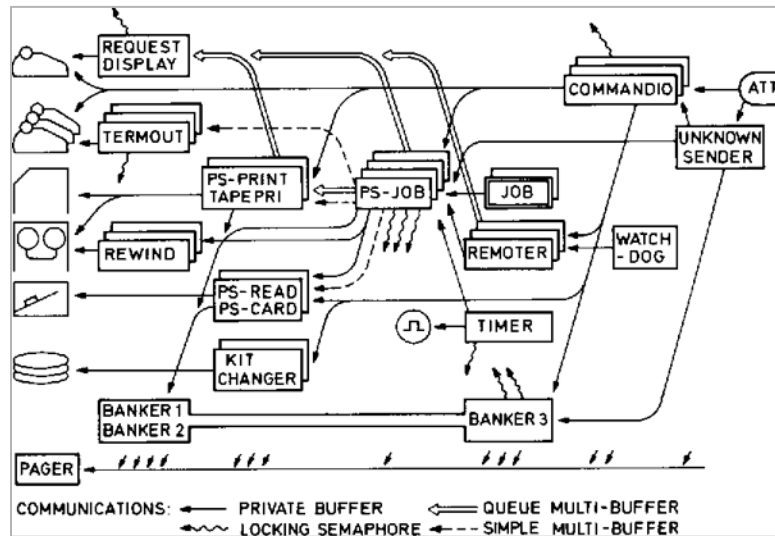 REQUEST
DISPLAY
COMMANDIO
ATT
TERMOUT
UNKNOWN
SENDER
PS-PRINT
TAPEPRI
PS-JOB
JOB
REWIND
REMOTER
WATCH
-DOG
PS-READ
PS-CARD
TIMER
KIT
CHANGER
BANKER 1
BANKER 2
BANKER 3
PAGER
COMMUNICATIONS: PRIVATE BUFFER QUEUE MULTI-BUFFER
LOCKING SEMAPHORE SIMPLE MULTI-BUFFER